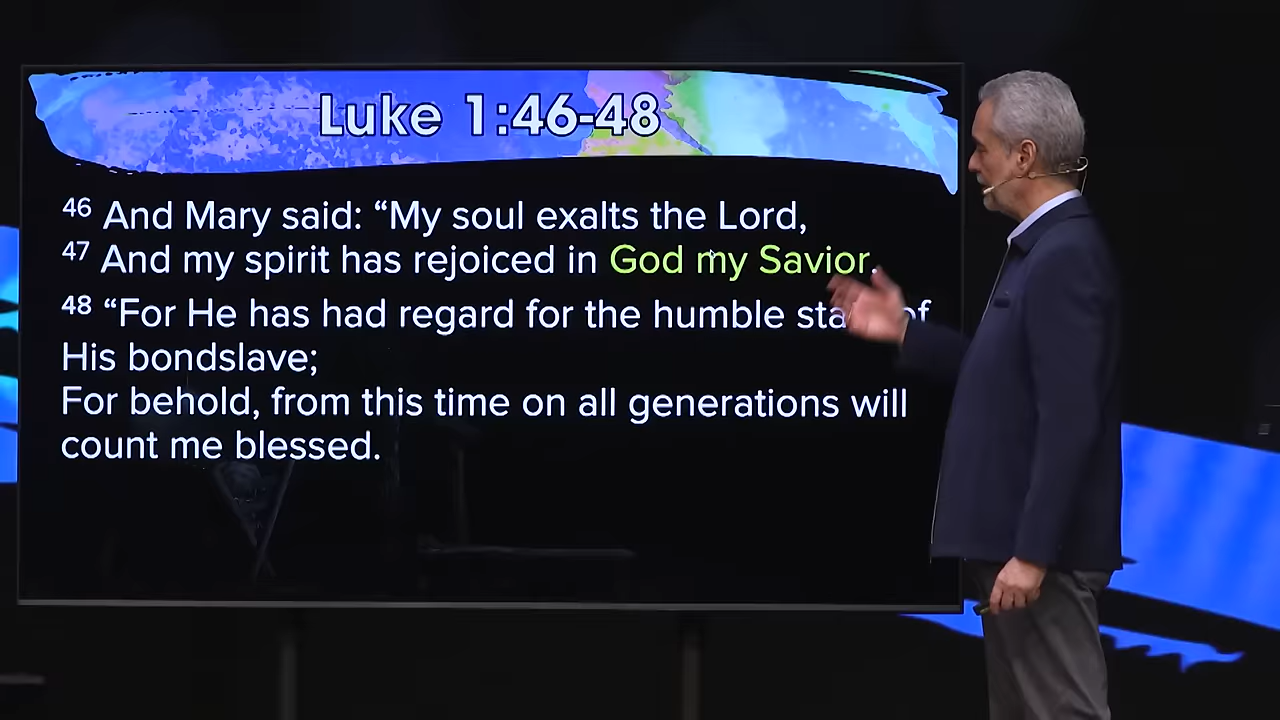 Luke 1:46-48
46 And Mary said: “My soul exalts the Lord,
47 And my spirit has rejoiced in God my Savior.
48 “For He has had regard for the humble of
His bondslave;
For behold, from this time on all generations will
count me blessed.